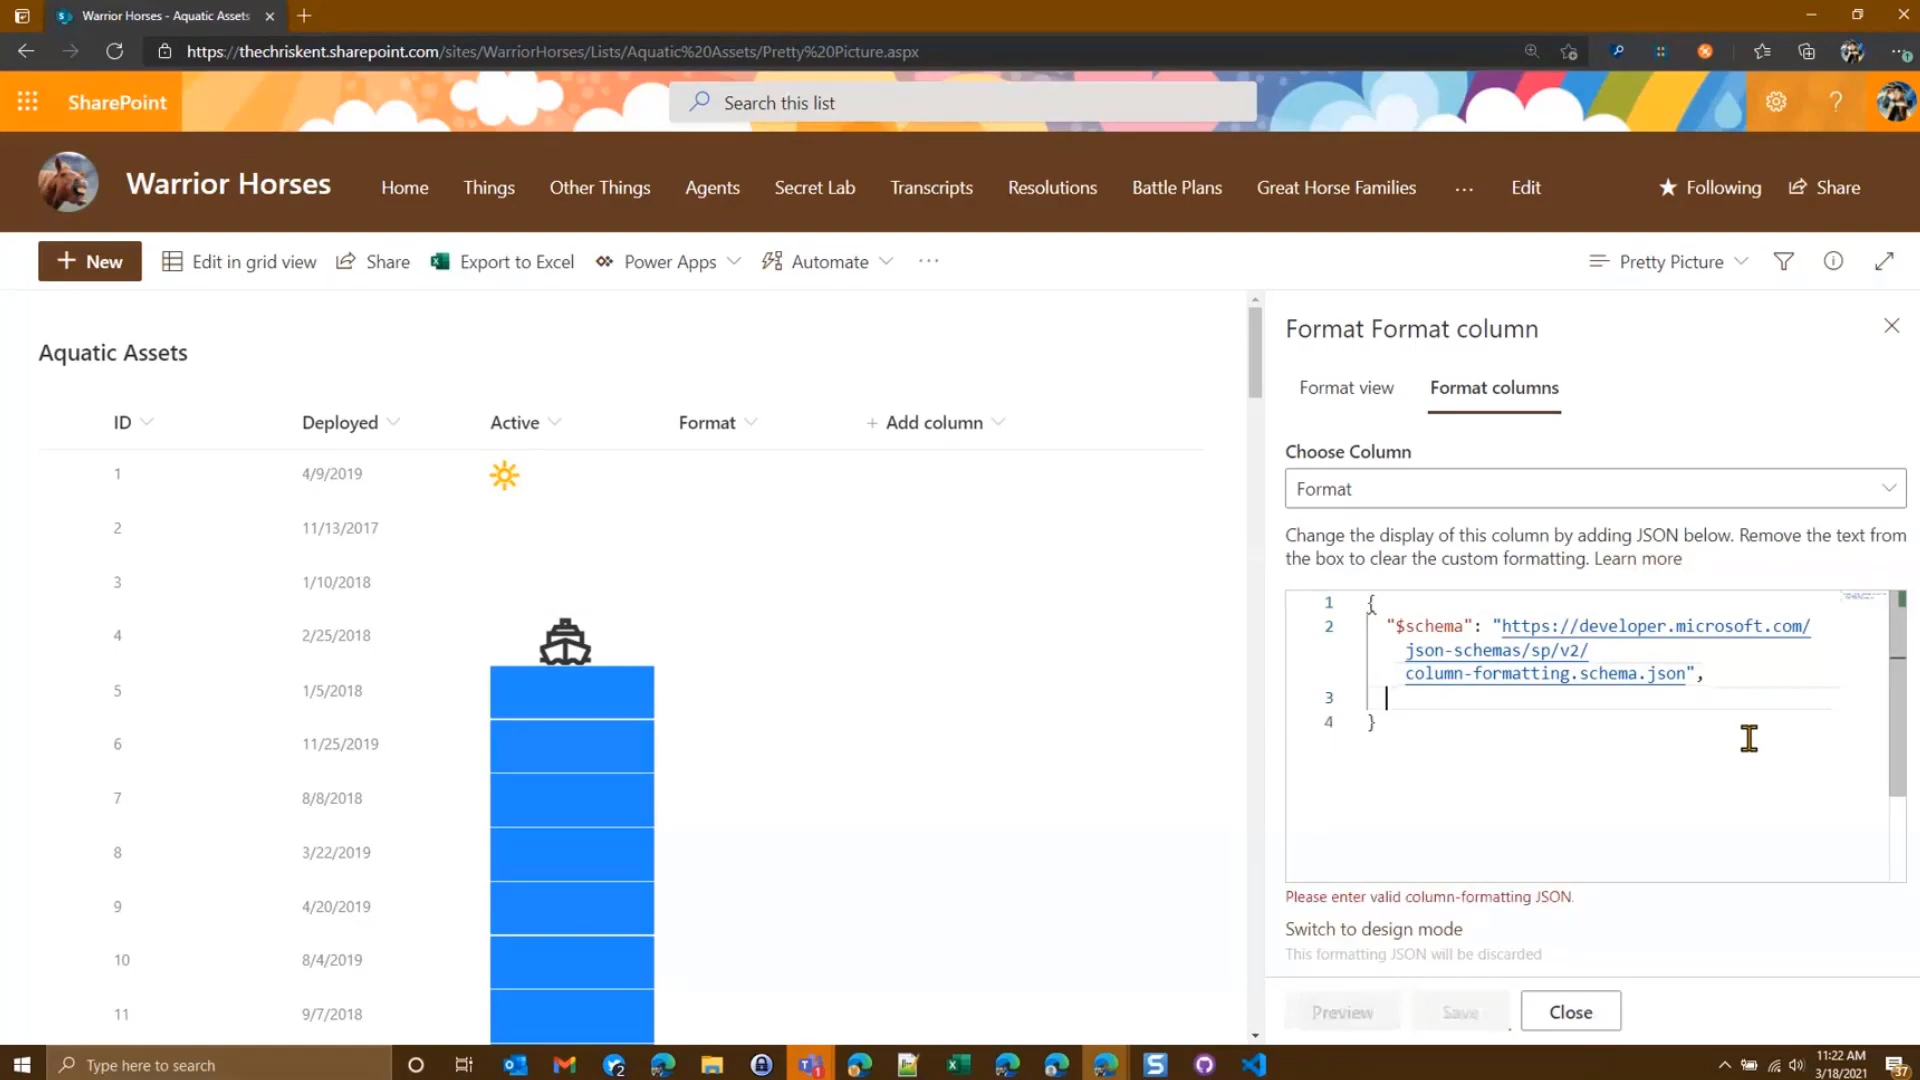 Warrior Horses - Aquatic Assets
https://thechriskent.sharepoint.com/sites/WarriorHorses/Lists/Aquatic%20Assets/Pretty%20Picture.aspx
SharePoint
Search this list
Warrior Horses
Home
Things
Other Things
Agents
Secret Lab
Transcripts
Resolutions
Battle Plans
Great Horse Families
...
Edit
Following
Share
+ New
Edit in grid view
Share
Export to Excel
Power Apps
Automate
...
Pretty Picture
Aquatic Assets
ID
Deployed
Active
Format
+ Add column
1 4/9/2019
2 11/13/2017
3 1/10/2018
4 2/25/2018
5 1/5/2018
6 11/25/2019
7 8/8/2018
8 3/22/2019
9 4/20/2019
10 8/4/2019
11 9/7/2018
Format Format column
Format view
Format columns
Choose Column
Format
Change the display of this column by adding JSON below. Remove the text from
the box to clear the custom formatting. Learn more
1 {
2 "$schema": "https://developer.microsoft.com/
json-schemas/sp/v2/
column-formatting.schema.json",
3
4 }
Please enter valid column-formatting JSON.
Switch to design mode
This formatting JSON will be discarded
Preview
Save
Close
Type here to search
2
1
11:22 AM
3/18/2021
37